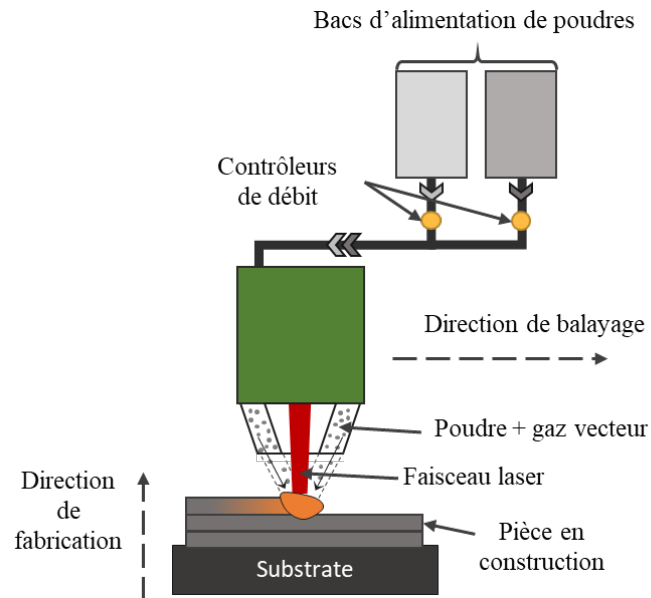 Bacs d’alimentation de poudres
Contrôleurs
de débit
Direction de balayage
Poudre + gaz vecteur
Faisceau laser
Direction
de
fabrication
Pièce en
construction
Substrate